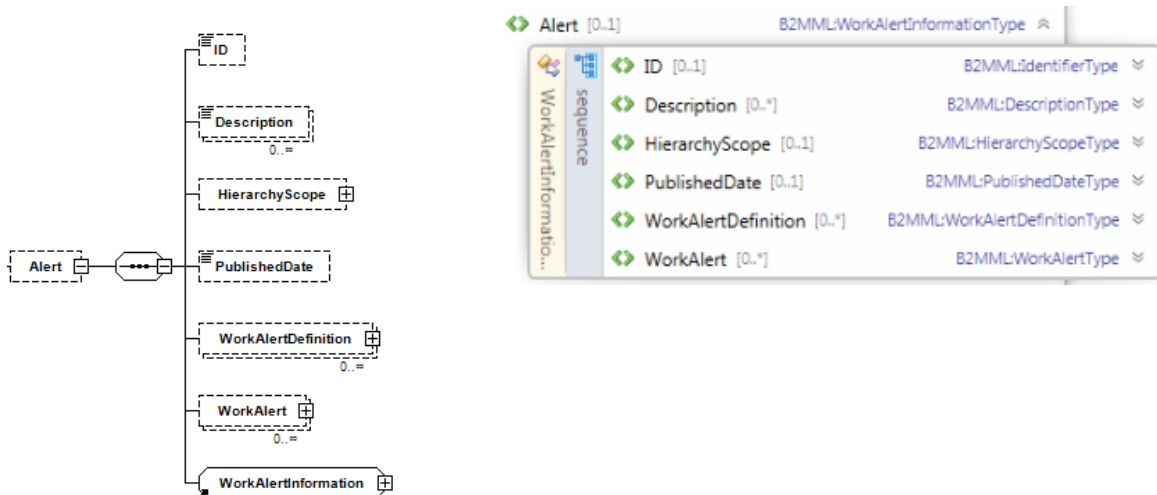 ID
Description
0..∞
HierarchyScope
Alert
PublishedDate
WorkAlertDefinition
0..∞
WorkAlert
0..∞
WorkAlertInformation
Alert [0..1] B2MML:WorkAlertInformationType
WorkAlertInformatio...
sequence
ID [0..1] B2MML:IdentifierType
Description [0..*] B2MML:DescriptionType
HierarchyScope [0..1] B2MML:HierarchyScopeType
PublishedDate [0..1] B2MML:PublishedDateType
WorkAlertDefinition [0..*] B2MML:WorkAlertDefinitionType
WorkAlert [0..*] B2MML:WorkAlertType